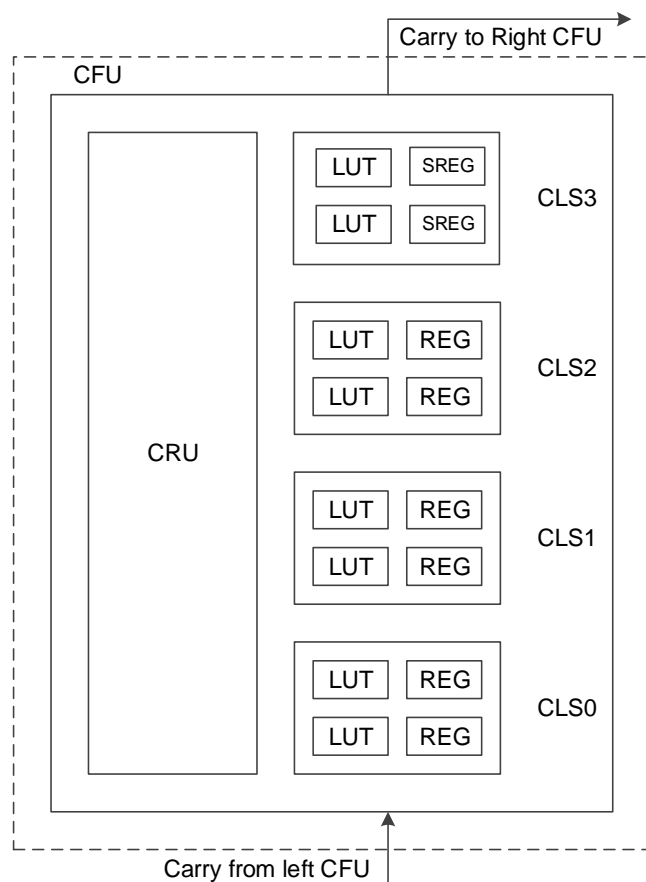 Carry to Right CFU
CFU
CRU
LUT SREG
LUT SREG
CLS3
LUT REG
LUT REG
CLS2
LUT REG
LUT REG
CLS1
LUT REG
LUT REG
CLS0
Carry from left CFU